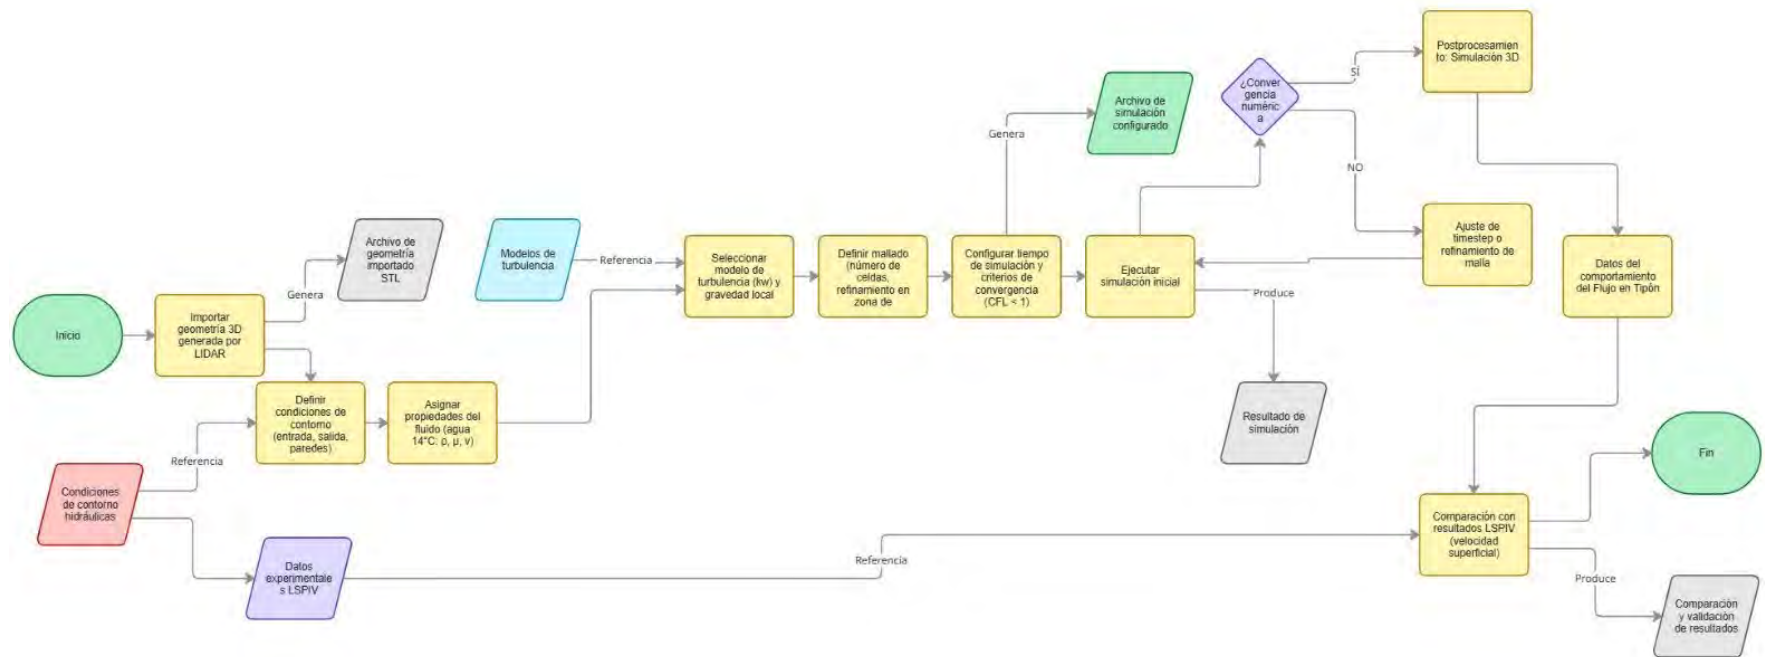 Inicio
Importar
geometría 3D
generada por
LIDAR
Genera
Archivo de
geometría
importado
STL
Definir
condiciones de
contorno
(entrada, salida,
paredes)
Asignar
propiedades del
fluido (agua
14°C: ρ, μ, ν)
Referencia
Condiciones
de contorno
hidráulicas
Datos
experimentale
s LSPIV
Modelos de
turbulencia
Referencia
Seleccionar
modelo de
turbulencia (kw) y
gravedad local
Definir mallado
(número de
celdas,
refinamiento en
zona de
Configurar tiempo
de simulación y
criterios de
convergencia
(CFL < 1)
Genera
Archivo de
simulación
configurado
Ejecutar
simulación inicial
Produce
Resultado de
simulación
¿Conver
gencia
numéric
a
SÍ
NO
Postprocesamien
to: Simulación 3D
Ajuste de
timestep o
refinamiento de
malla
Datos del
comportamiento
del Flujo en Tipón
Referencia
Comparación con
resultados LSPIV
(velocidad
superficial)
Fin
Produce
Comparación
y validación
de resultados